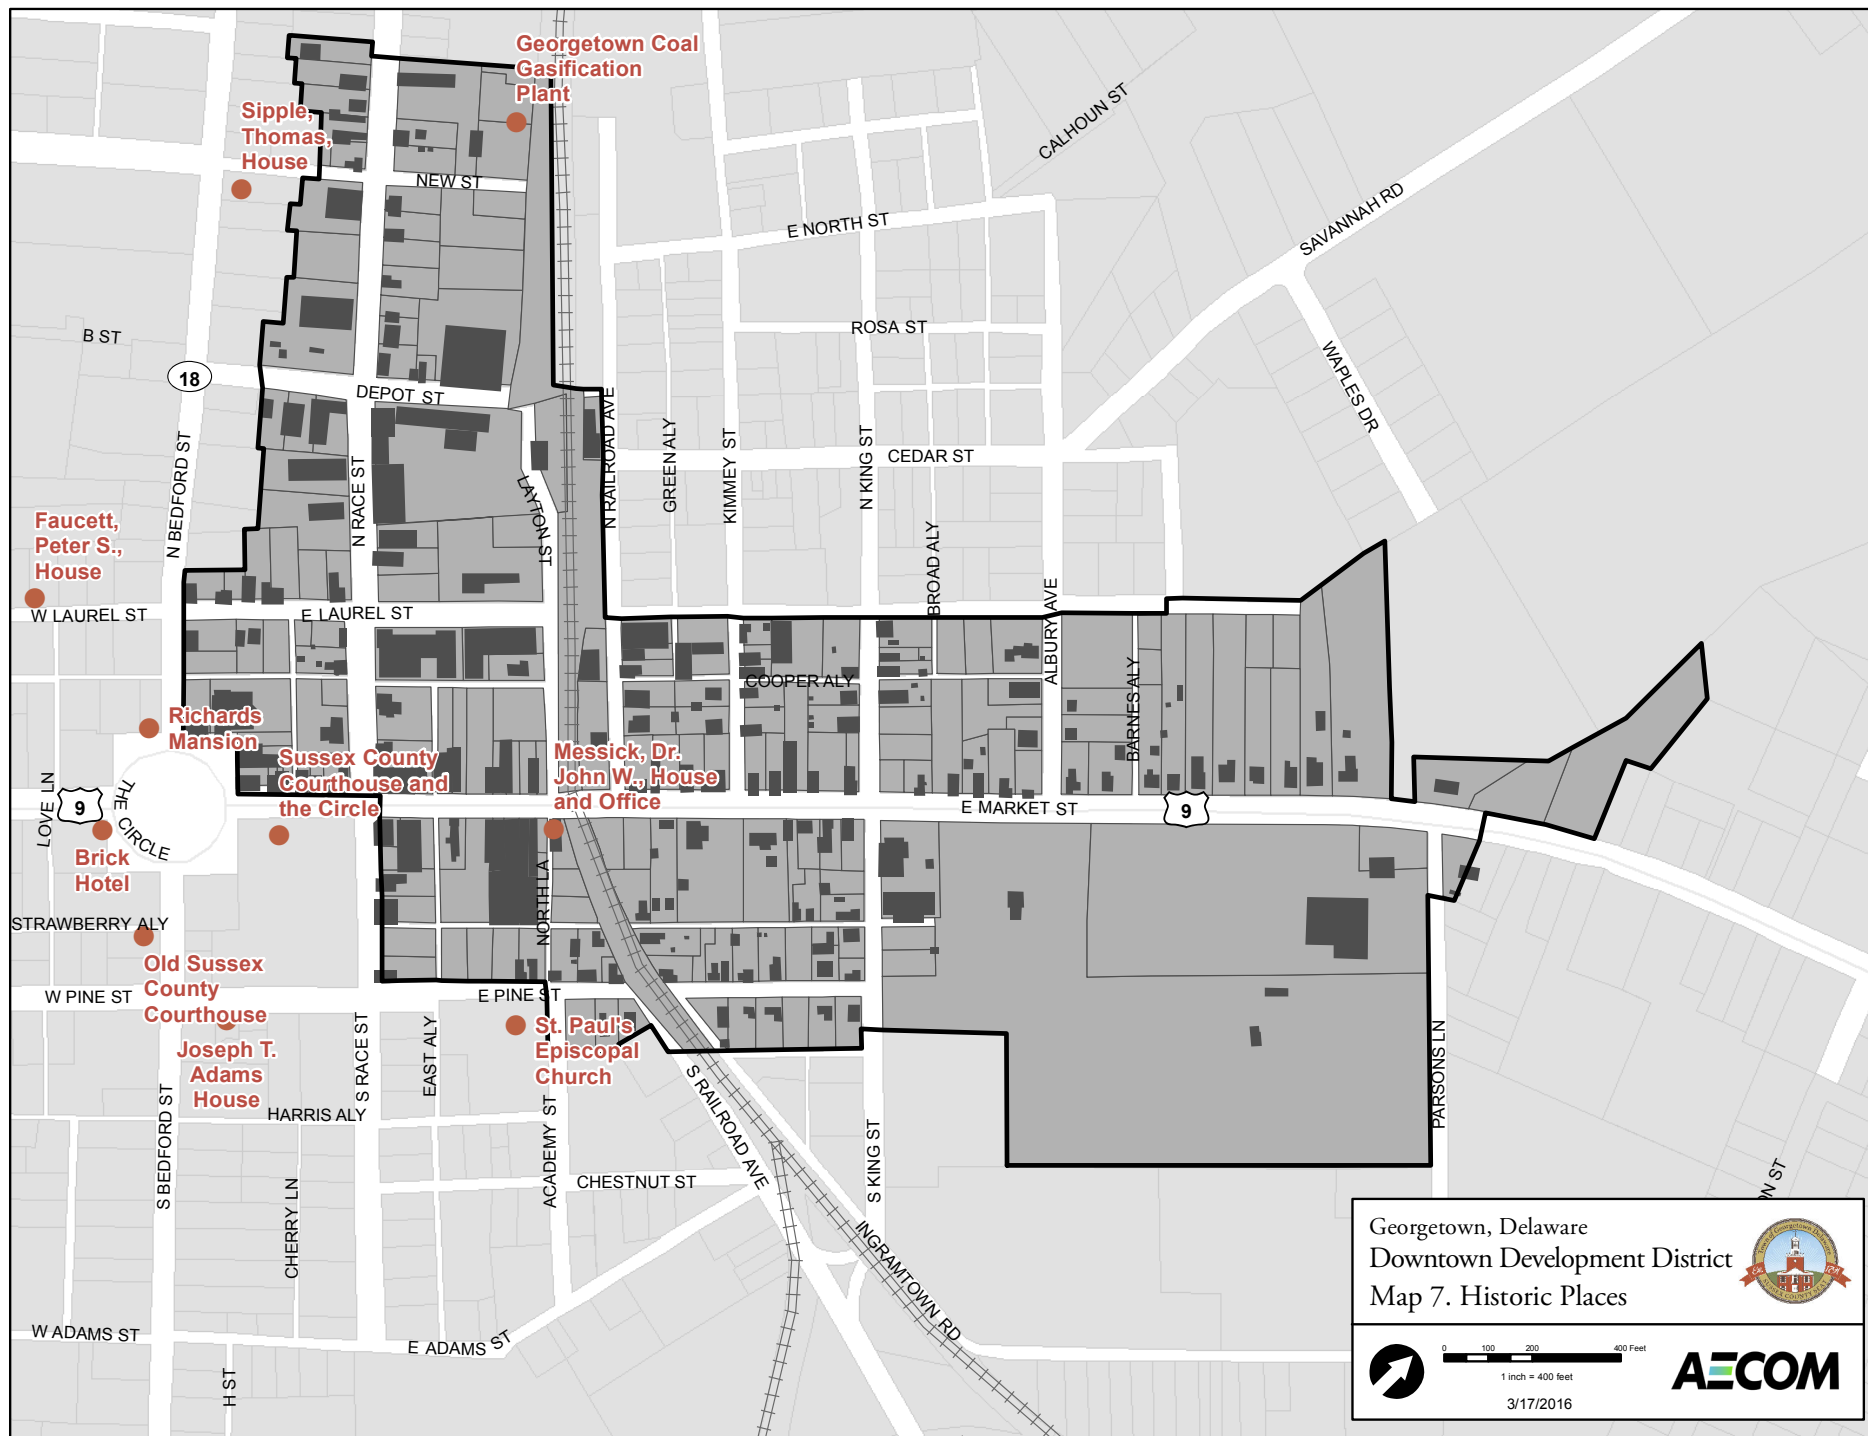 Georgetown Coal
Gasification
Plant
Sipple,
Thomas,
House
CALHOUN ST
NEW ST
E NORTH ST
SAVANNAH RD
B ST
ROSA ST
18
DEPOT ST
WAPLES DR
N RAILROAD AVE
GREEN ALY
KIMMEY ST
N KING ST
CEDAR ST
N BEDFORD ST
N RACE ST
LAYTON ST
BROAD ALY
Faucett,
Peter S.,
House
W LAUREL ST
E LAUREL ST
ALBURY AVE
COOPER ALY
BARNES ALY
Richards
Mansion
Sussex County
Courthouse and
the Circle
Messick, Dr.
John W., House
and Office
LOVE LN
9
THE CIRCLE
E MARKET ST
9
Brick
Hotel
NORTH LA
STRAWBERRY ALY
Old Sussex
County
Courthouse
W PINE ST
E PINE ST
St. Paul's
Episcopal
Church
Joseph T.
Adams
House
S RACE ST
EAST ALY
PARSONS LN
HARRIS ALY
S BEDFORD ST
ACADEMY ST
S RAILROAD AVE
S KING ST
CHERRY LN
CHESTNUT ST
ON ST
INGRAMTOWN RD
W ADAMS ST
E ADAMS ST
H ST
Georgetown, Delaware
Downtown Development District
Map 7. Historic Places
0 100 200 400 Feet
1 inch = 400 feet
3/17/2016
AECOM